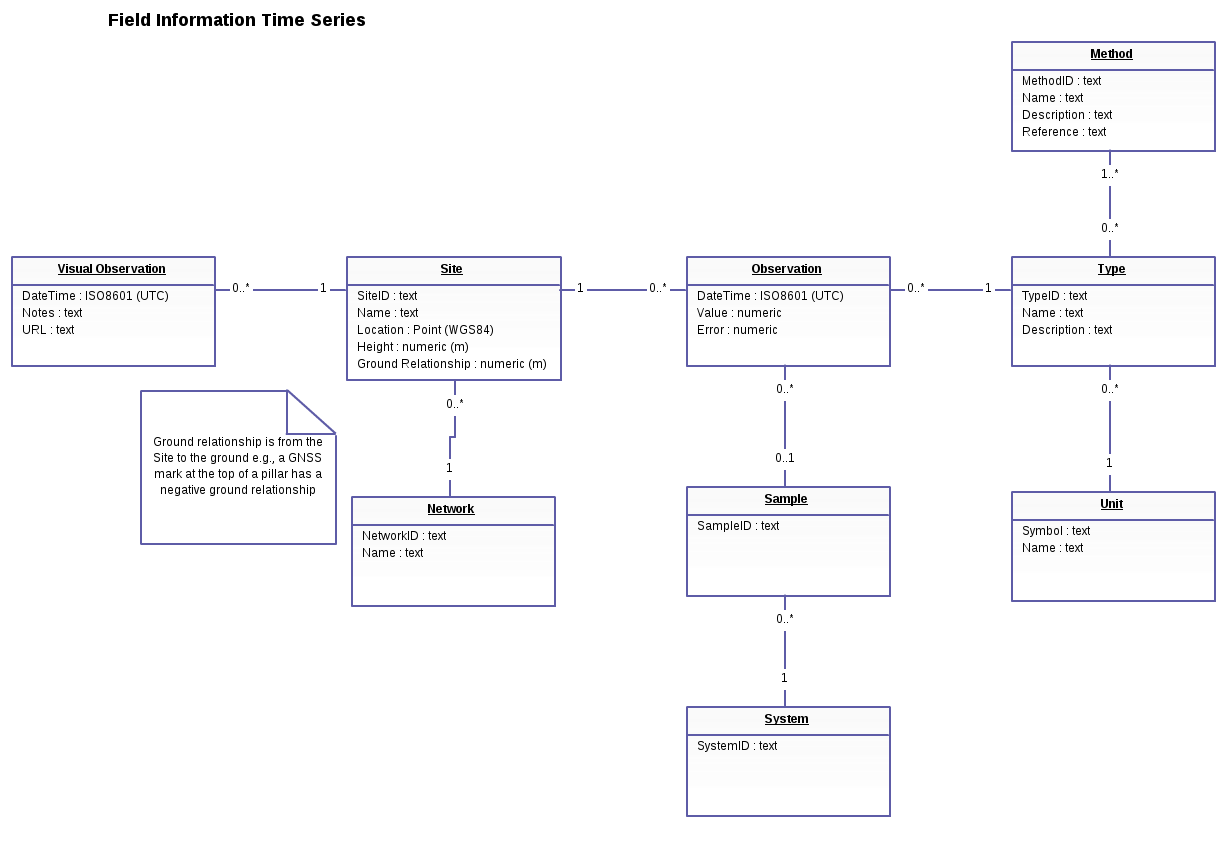 Field Information Time Series
Method
MethodID : text
Name : text
Description : text
Reference : text
1..*
0..*
Visual Observation
DateTime : ISO8601 (UTC)
Notes : text
URL : text
0..*
1
Site
SiteID : text
Name : text
Location : Point (WGS84)
Height : numeric (m)
Ground Relationship : numeric (m)
1
0..*
Observation
DateTime : ISO8601 (UTC)
Value : numeric
Error : numeric
0..*
1
Type
TypeID : text
Name : text
Description : text
Ground relationship is from the
Site to the ground e.g., a GNSS
mark at the top of a pillar has a
negative ground relationship
0..*
1
Network
NetworkID : text
Name : text
0..*
0..1
Sample
SampleID : text
0..*
1
Unit
Symbol : text
Name : text
0..*
1
System
SystemID : text